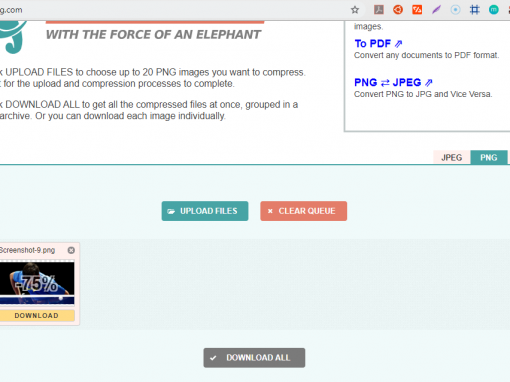 g.com
WITH THE FORCE OF AN ELEPHANT
k UPLOAD FILES to choose up to 20 PNG images you want to compress.
t for the upload and compression processes to complete.
k DOWNLOAD ALL to get all the compressed files at once, grouped in a
archive. Or you can download each image individually.
images.
To PDF ⇗
Convert any documents to PDF format.
PNG ⇄ JPEG ⇗
Convert PNG to JPG and Vice Versa.
JPEG PNG
UPLOAD FILES CLEAR QUEUE
Screenshot-9.png
-75%
DOWNLOAD
DOWNLOAD ALL